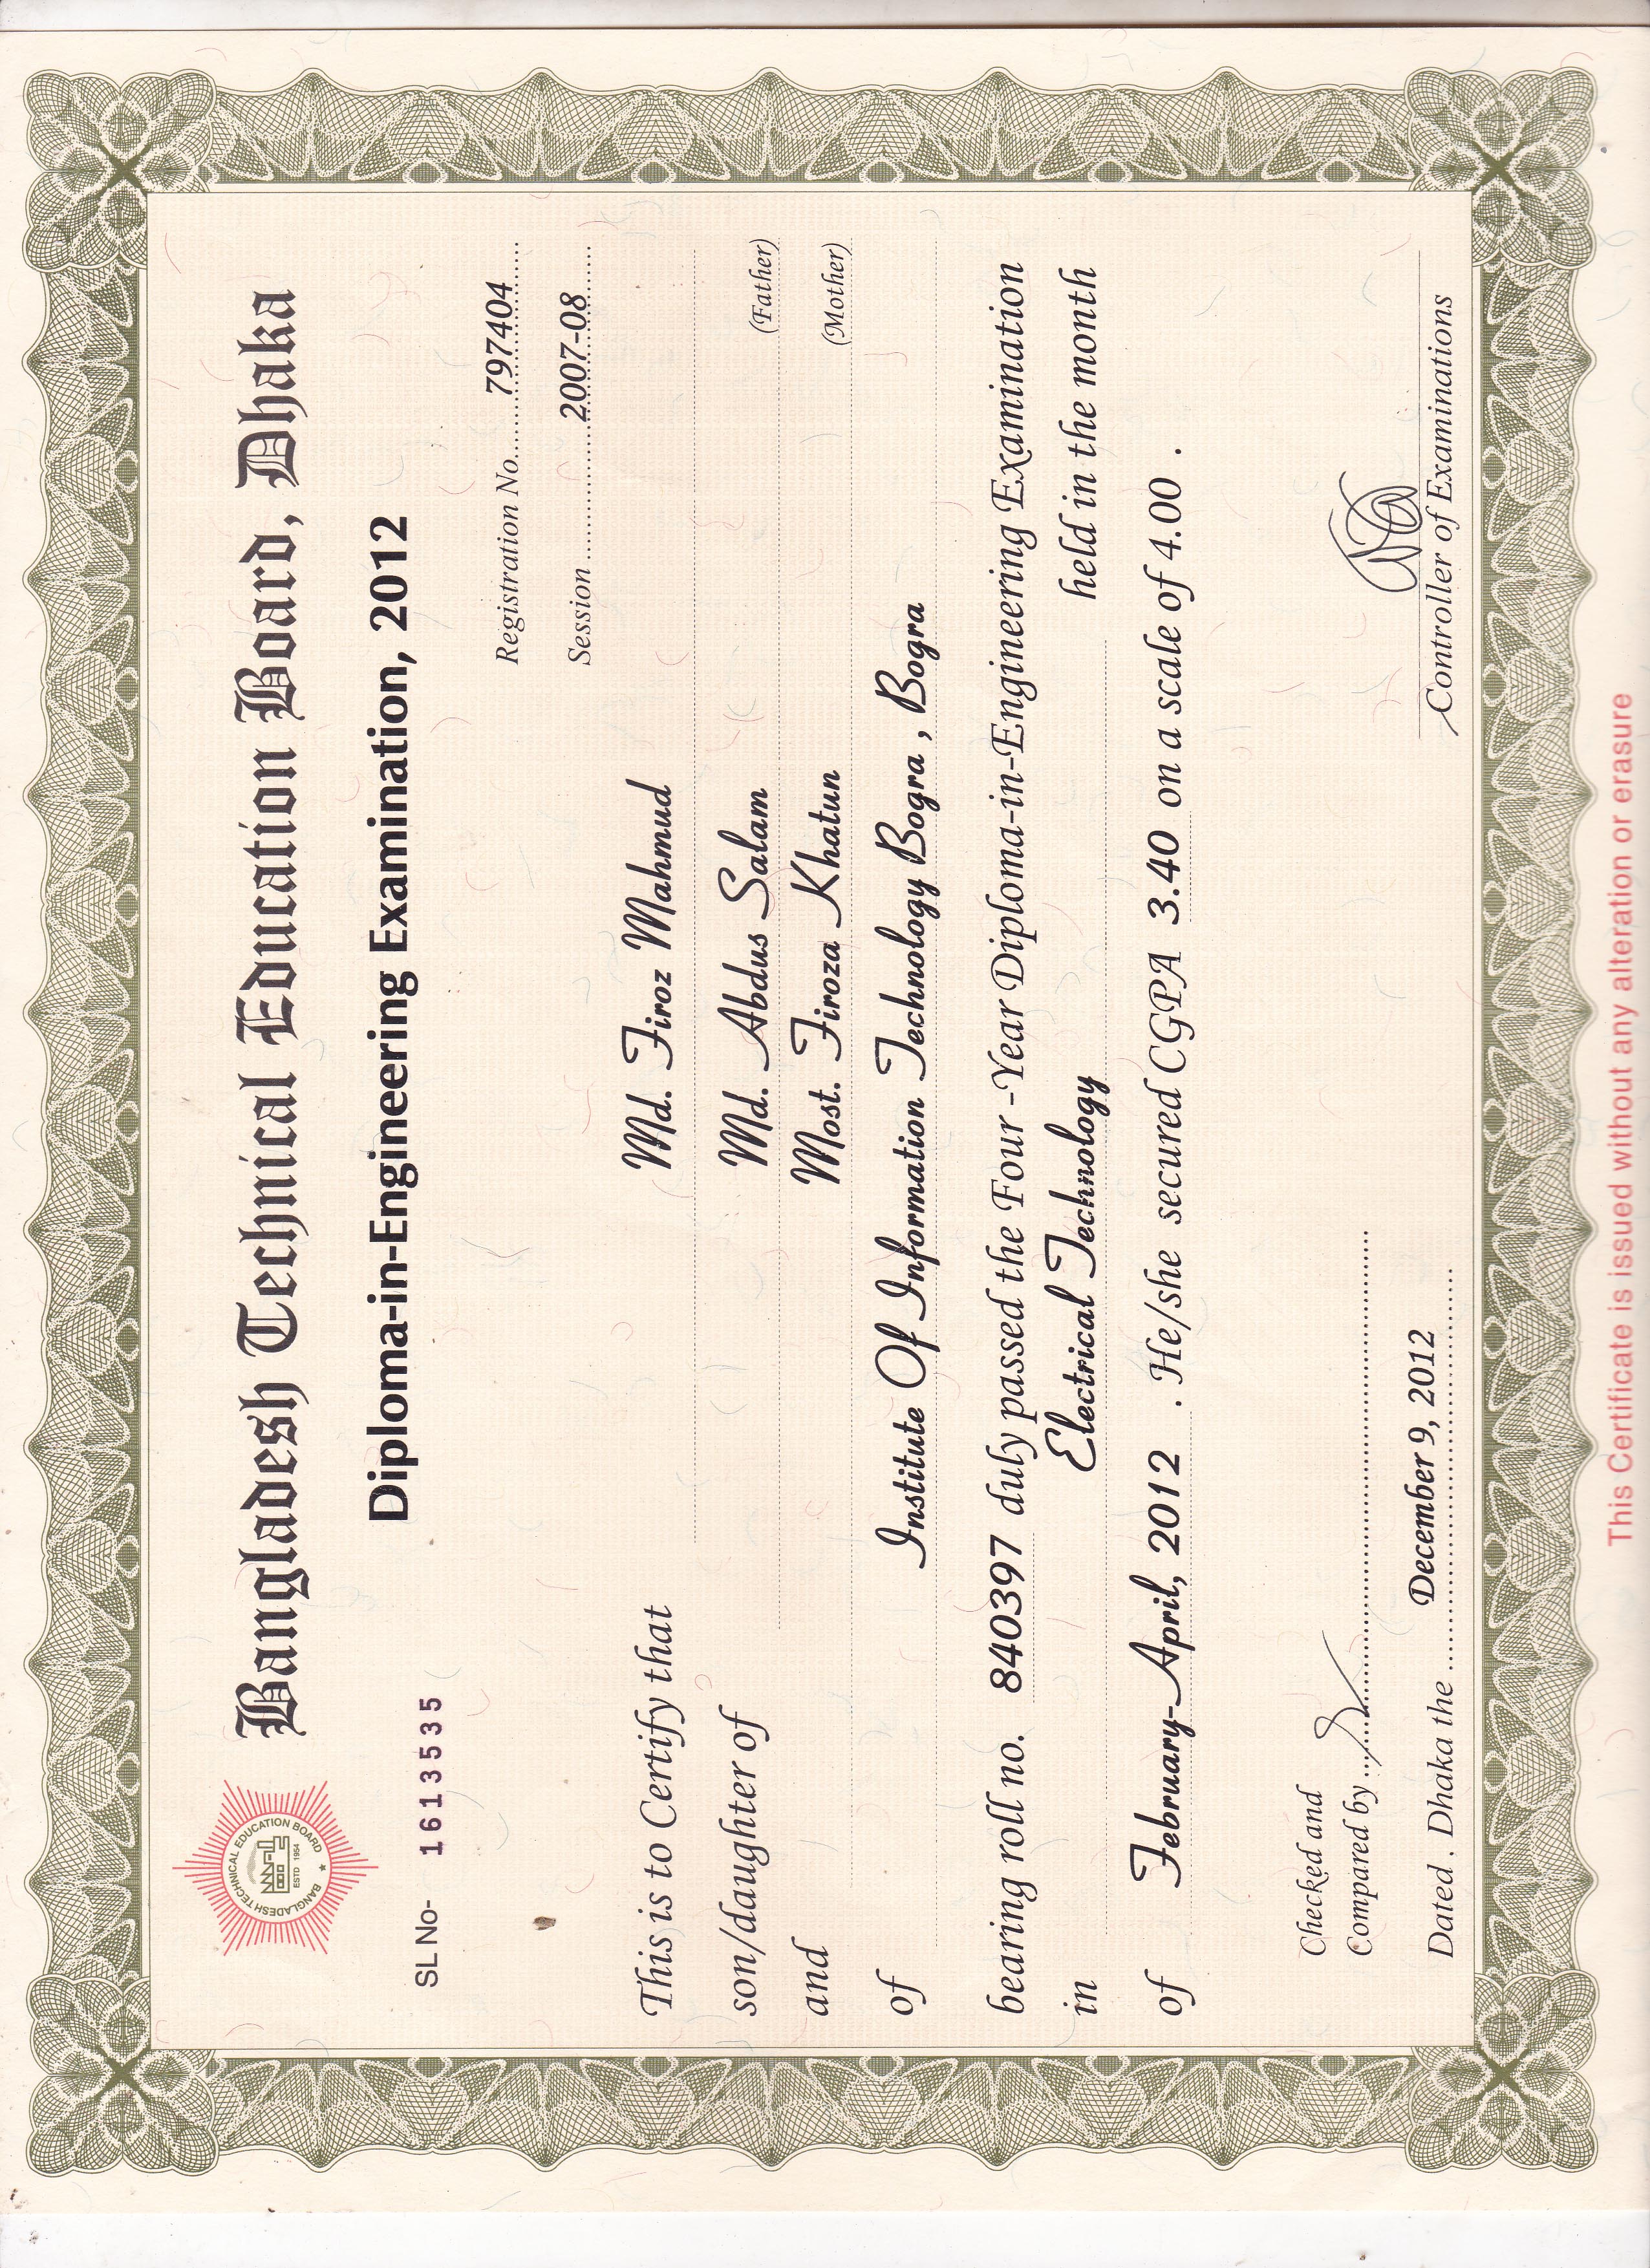 BANGLADESH TECHNICAL EDUCATION BOARD
ESTD 1954
Bangladesh Technical Education Board, Dhaka
Diploma-in-Engineering Examination, 2012
SL No- 1613535
Registration No. 797404
Session 2007-08
This is to Certify that Md. Firoz Mahmud
son/daughter of Md. Abdus Salam (Father)
and Most. Firoza Khatun (Mother)
of Institute Of Information Technology Bogra , Bogra
bearing roll no. 840397 duly passed the Four -Year Diploma-in-Engineering Examination
in Electrical Technology held in the month
of February-April, 2012 . He/she secured CGPA 3.40 on a scale of 4.00 .
Checked and
Compared by
Dated . Dhaka the December 9, 2012
Controller of Examinations
This Certificate is issued without any alteration or erasure